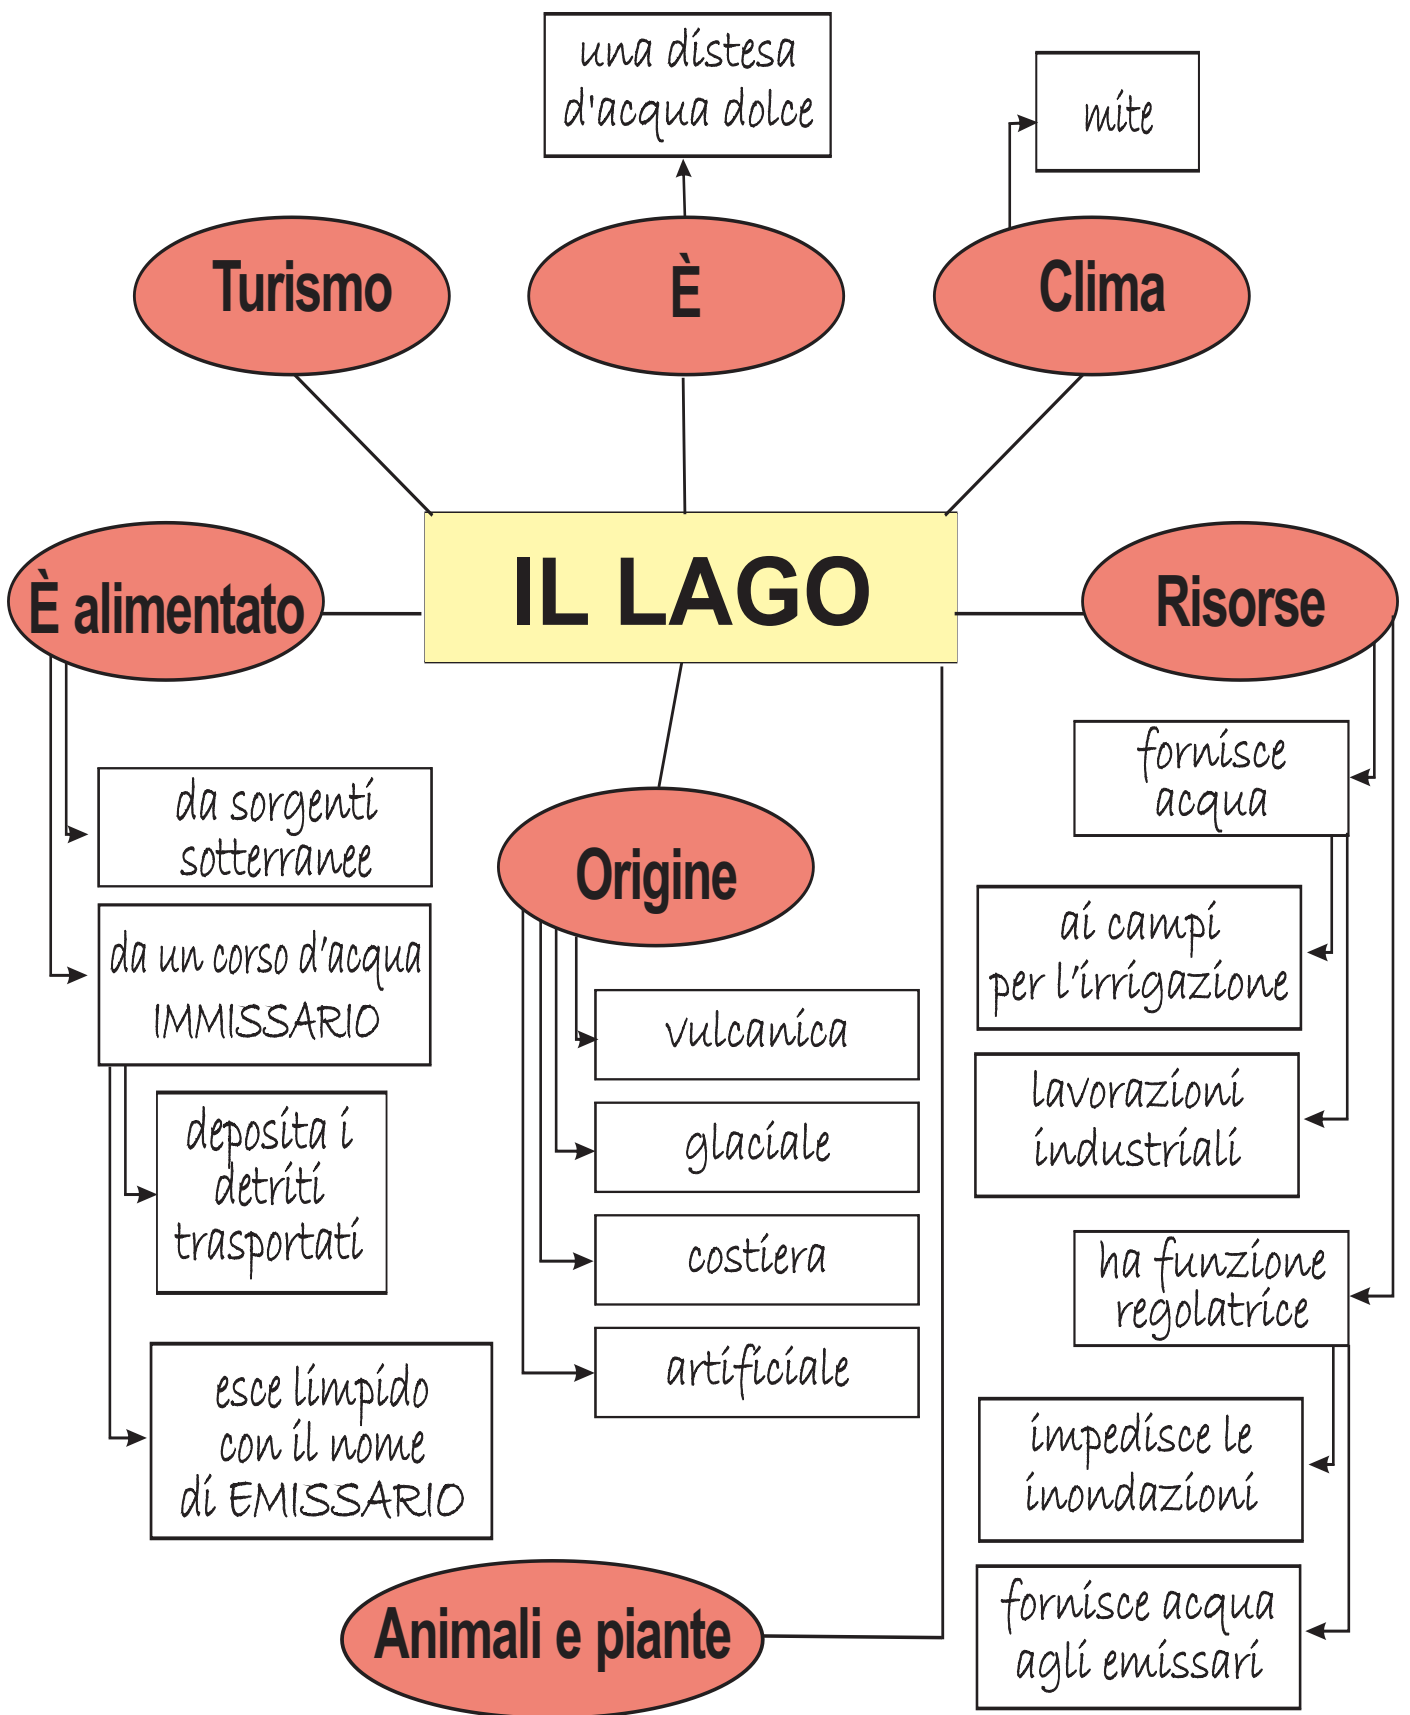 una distesa
d'acqua dolce
mite
Turismo
È
Clima
IL LAGO
È alimentato
Risorse
da sorgenti
sotterranee
da un corso d'acqua
IMMISSARIO
deposita i
detriti
trasportati
esce limpido
con il nome
di EMISSARIO
Origine
vulcanica
glaciale
costiera
artificiale
fornisce
acqua
ai campi
per l'irrigazione
lavorazioni
industriali
ha funzione
regolatrice
impedisce le
inondazioni
fornisce acqua
agli emissari
Animali e piante